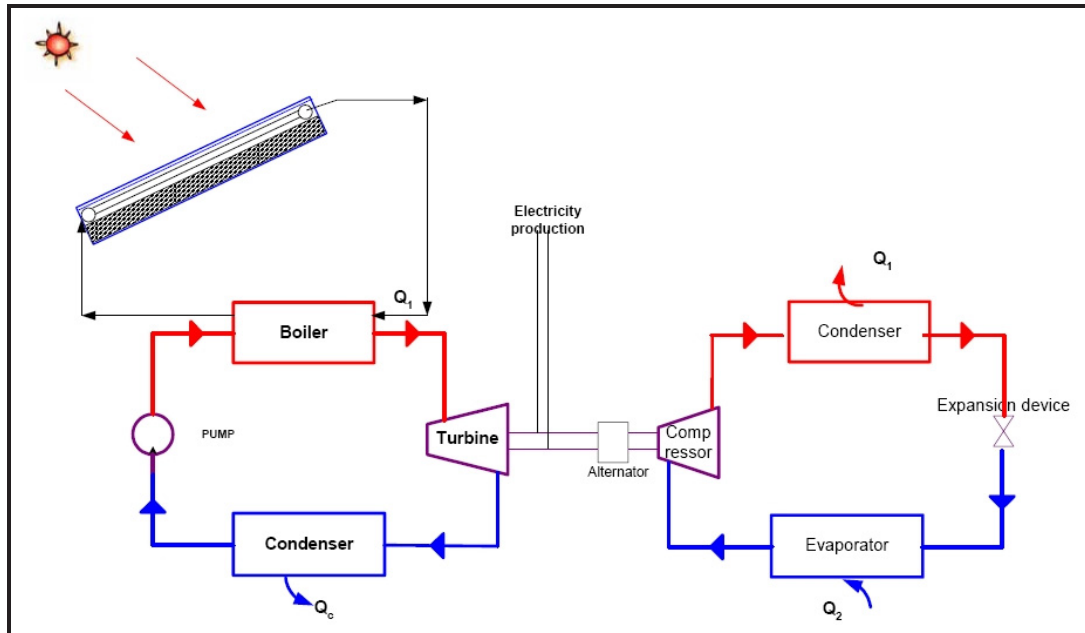 Electricity
production
Q1
Q1
Boiler
Condenser
Expansion device
PUMP
Turbine
Comp
ressor
Alternator
Condenser
Evaporator
Qc
Q2